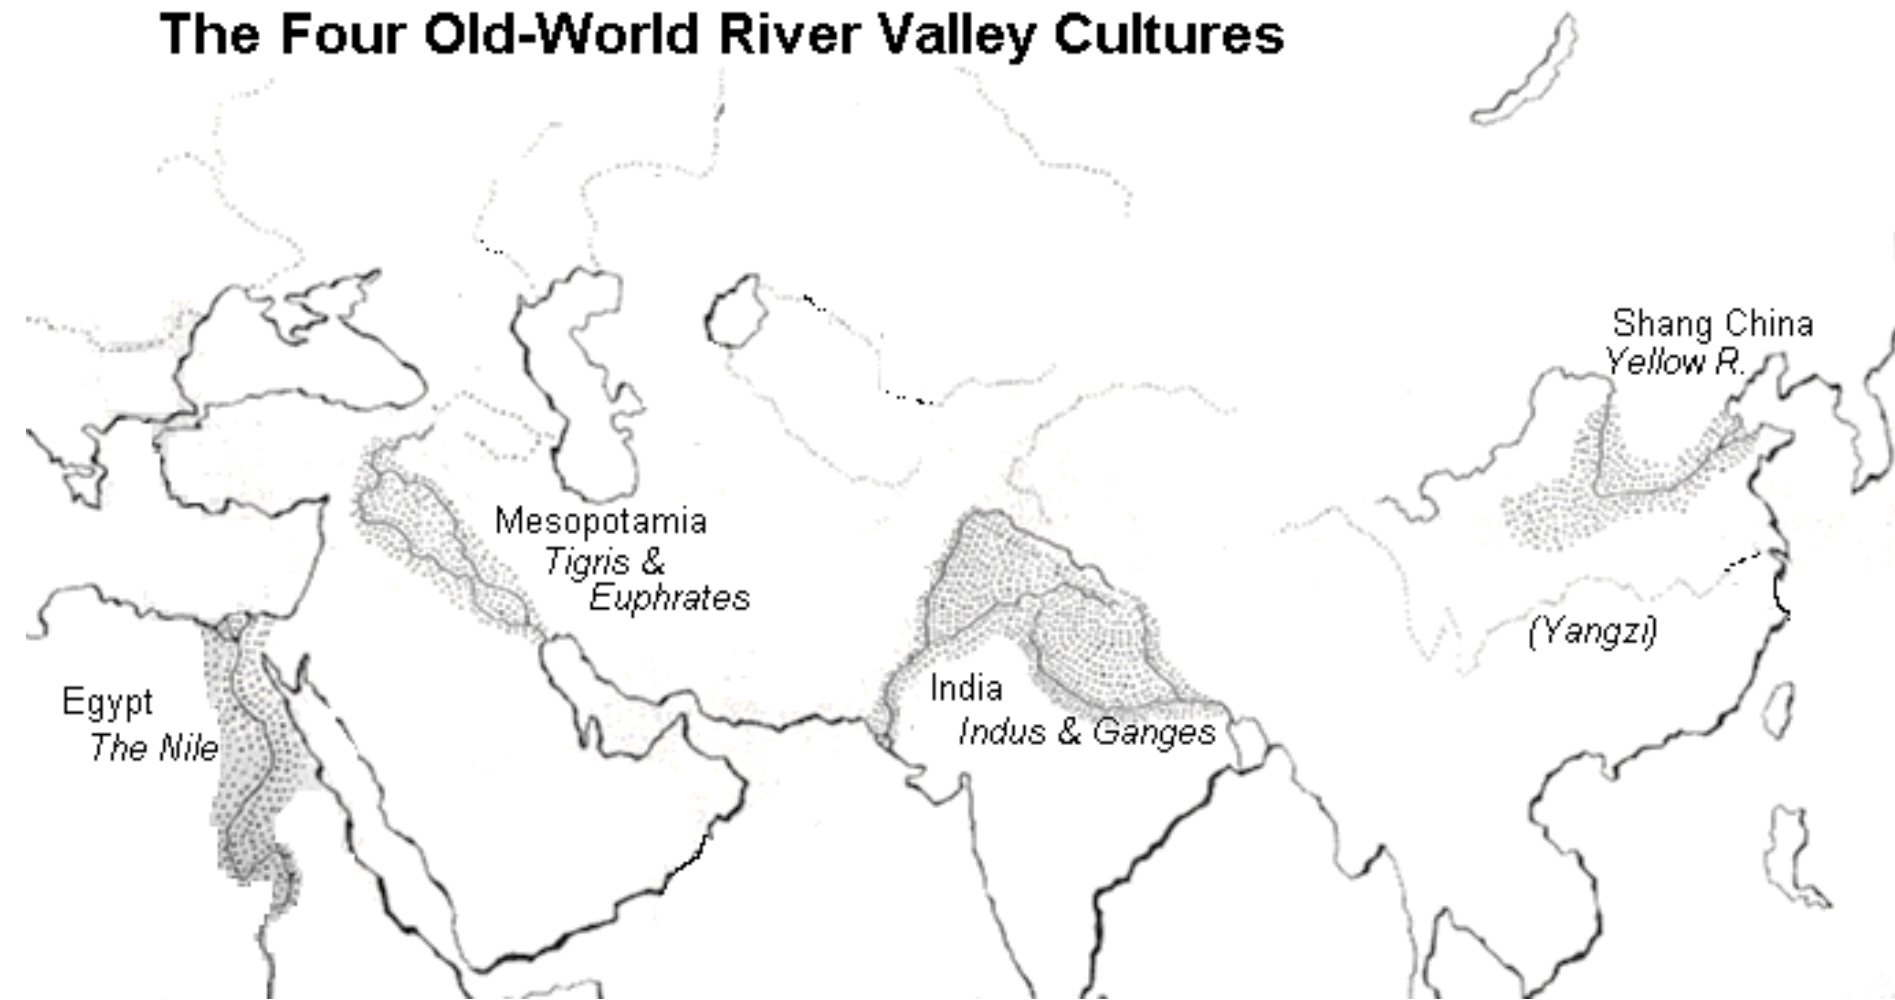 The Four Old-World River Valley Cultures
Shang China
Yellow R.
Mesopotamia
Tigris &
Euphrates
(Yangzi)
India
Indus & Ganges
Egypt
The Nile